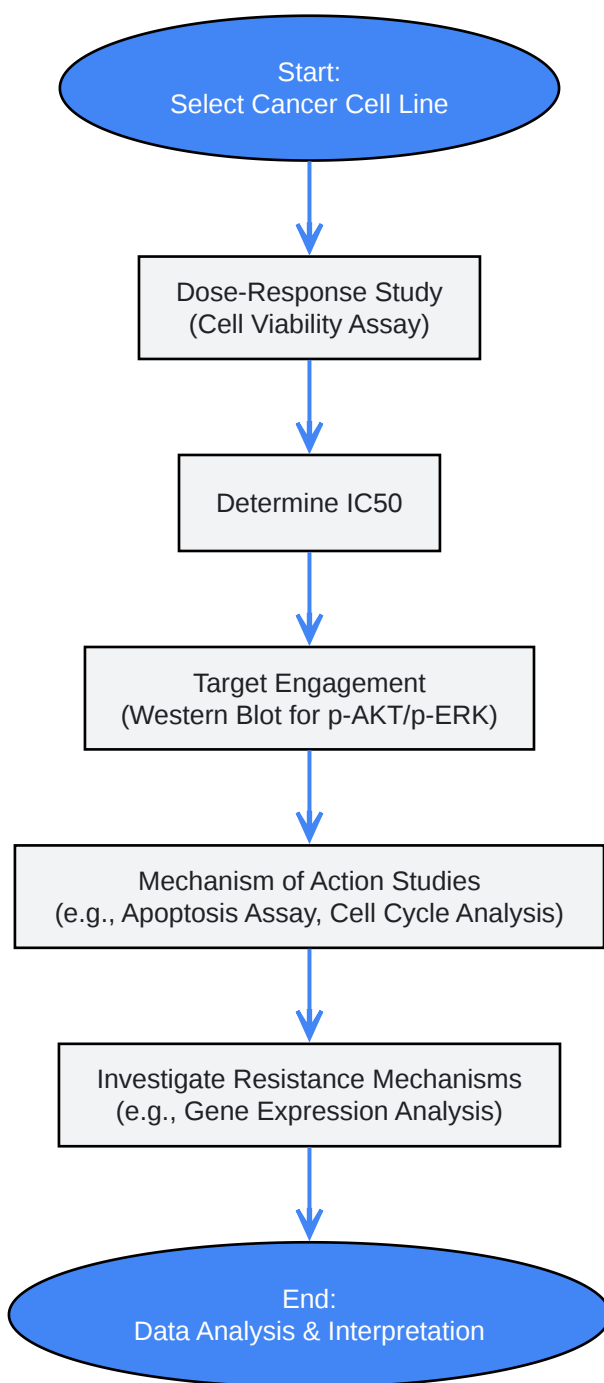 Start:
Select Cancer Cell Line
Dose-Response Study
(Cell Viability Assay)
Determine IC50
Target Engagement
(Western Blot for p-AKT/p-ERK)
Mechanism of Action Studies
(e.g., Apoptosis Assay, Cell Cycle Analysis)
Investigate Resistance Mechanisms
(e.g., Gene Expression Analysis)
End:
Data Analysis & Interpretation